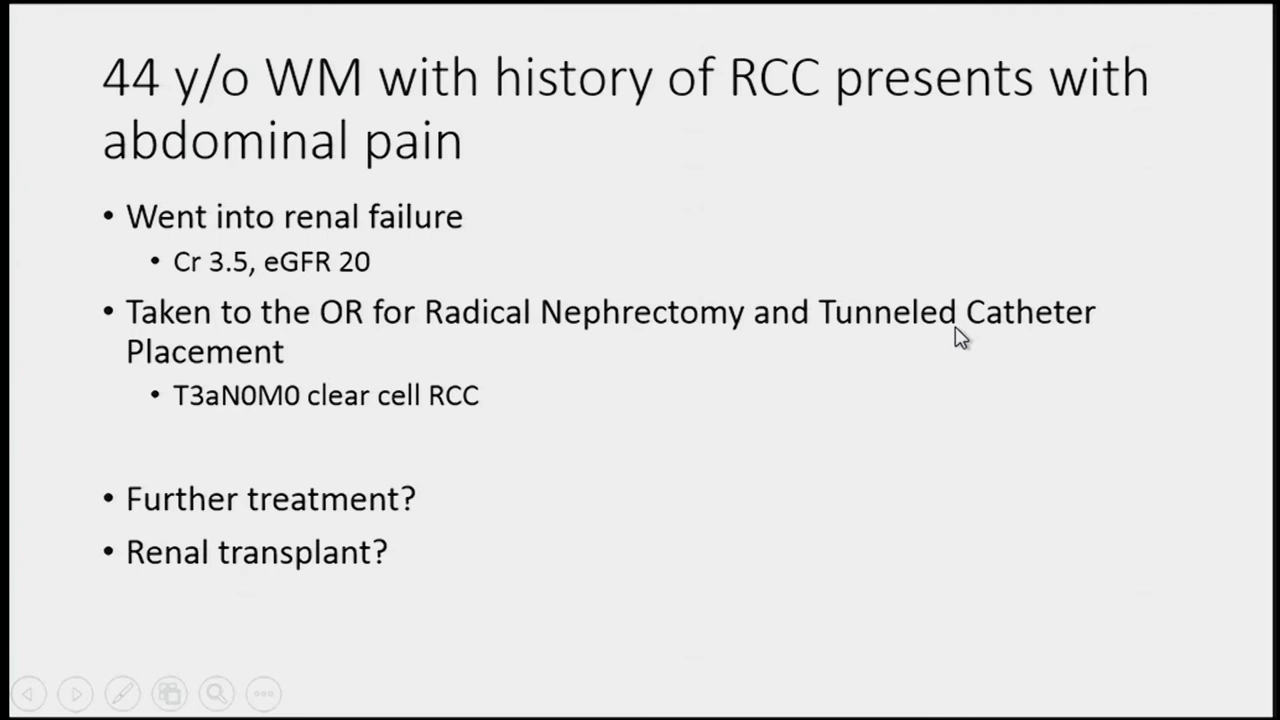 44 y/o WM with history of RCC presents with
abdominal pain
• Went into renal failure
• Cr 3.5, eGFR 20
• Taken to the OR for Radical Nephrectomy and Tunneled Catheter
Placement
• T3aN0M0 clear cell RCC
• Further treatment?
• Renal transplant?